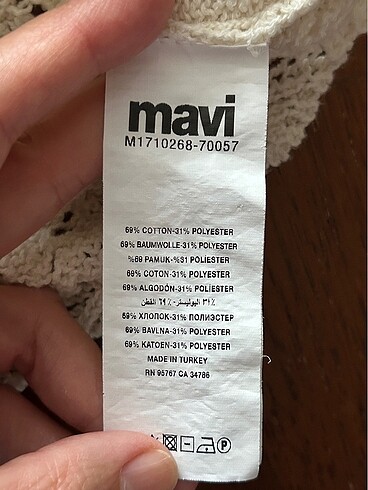 mavi
M1710268-70057
69% COTTON-31% POLYESTER
69% BAUMWOLLE-31% POLYESTER
%69 PAMUK-%31 POLIESTER
69% COTON-31% POLYESTER
69% ALGODÓN-31% POLIESTER
٣١٪ البوليستر- ٦٩٪ القطن
69% ХЛОПОК-31% ПОЛИЭСТЕР
69% BAVLNA-31% POLYESTER
69% KATOEN-31% POLYESTER
MADE IN TURKEY
RN 95767 CA 34786
P